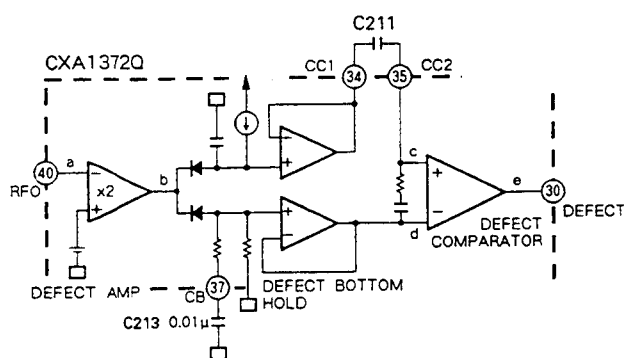 C211
CXA1372Q
CC1
34
35
CC2
40
a
RFO
x2
b
c
d
e
30
DEFECT
DEFECT
COMPARATOR
DEFECT AMP
CB
37
DEFECT BOTTOM
HOLD
C213 0.01μ